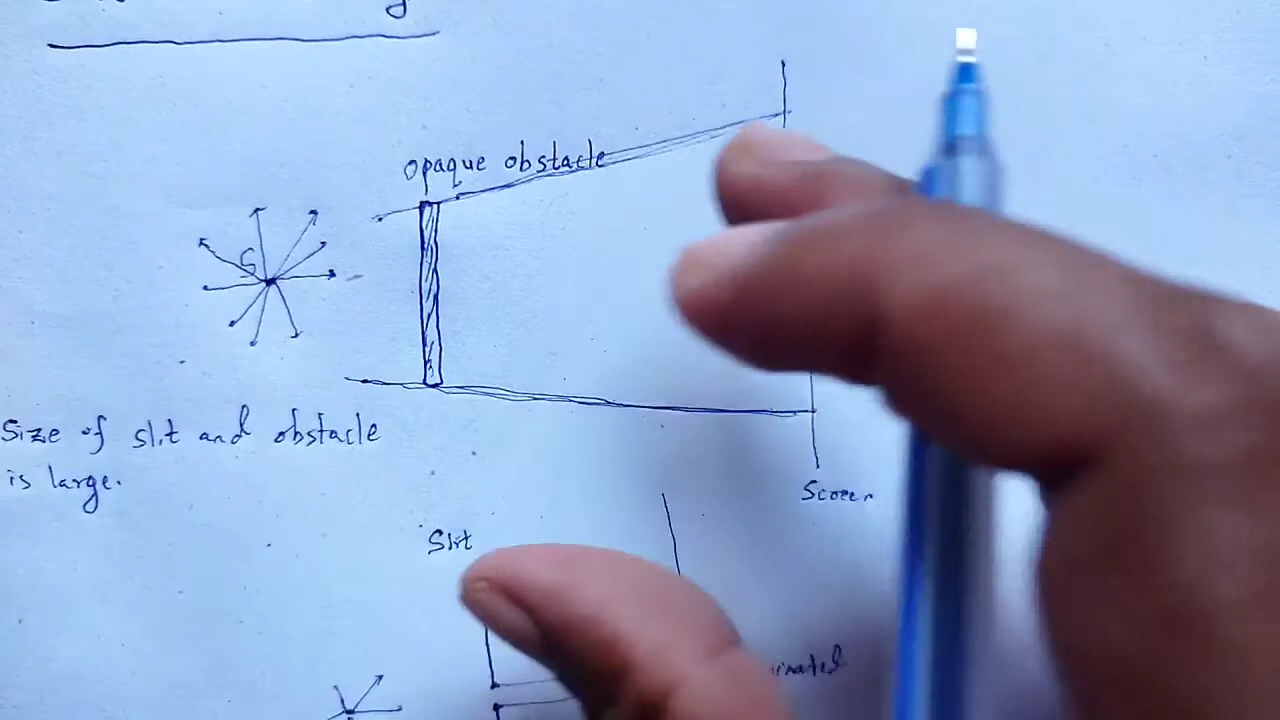 opaque obstacle
S
Size of slit and obstacle
is large.
Screen
Slit